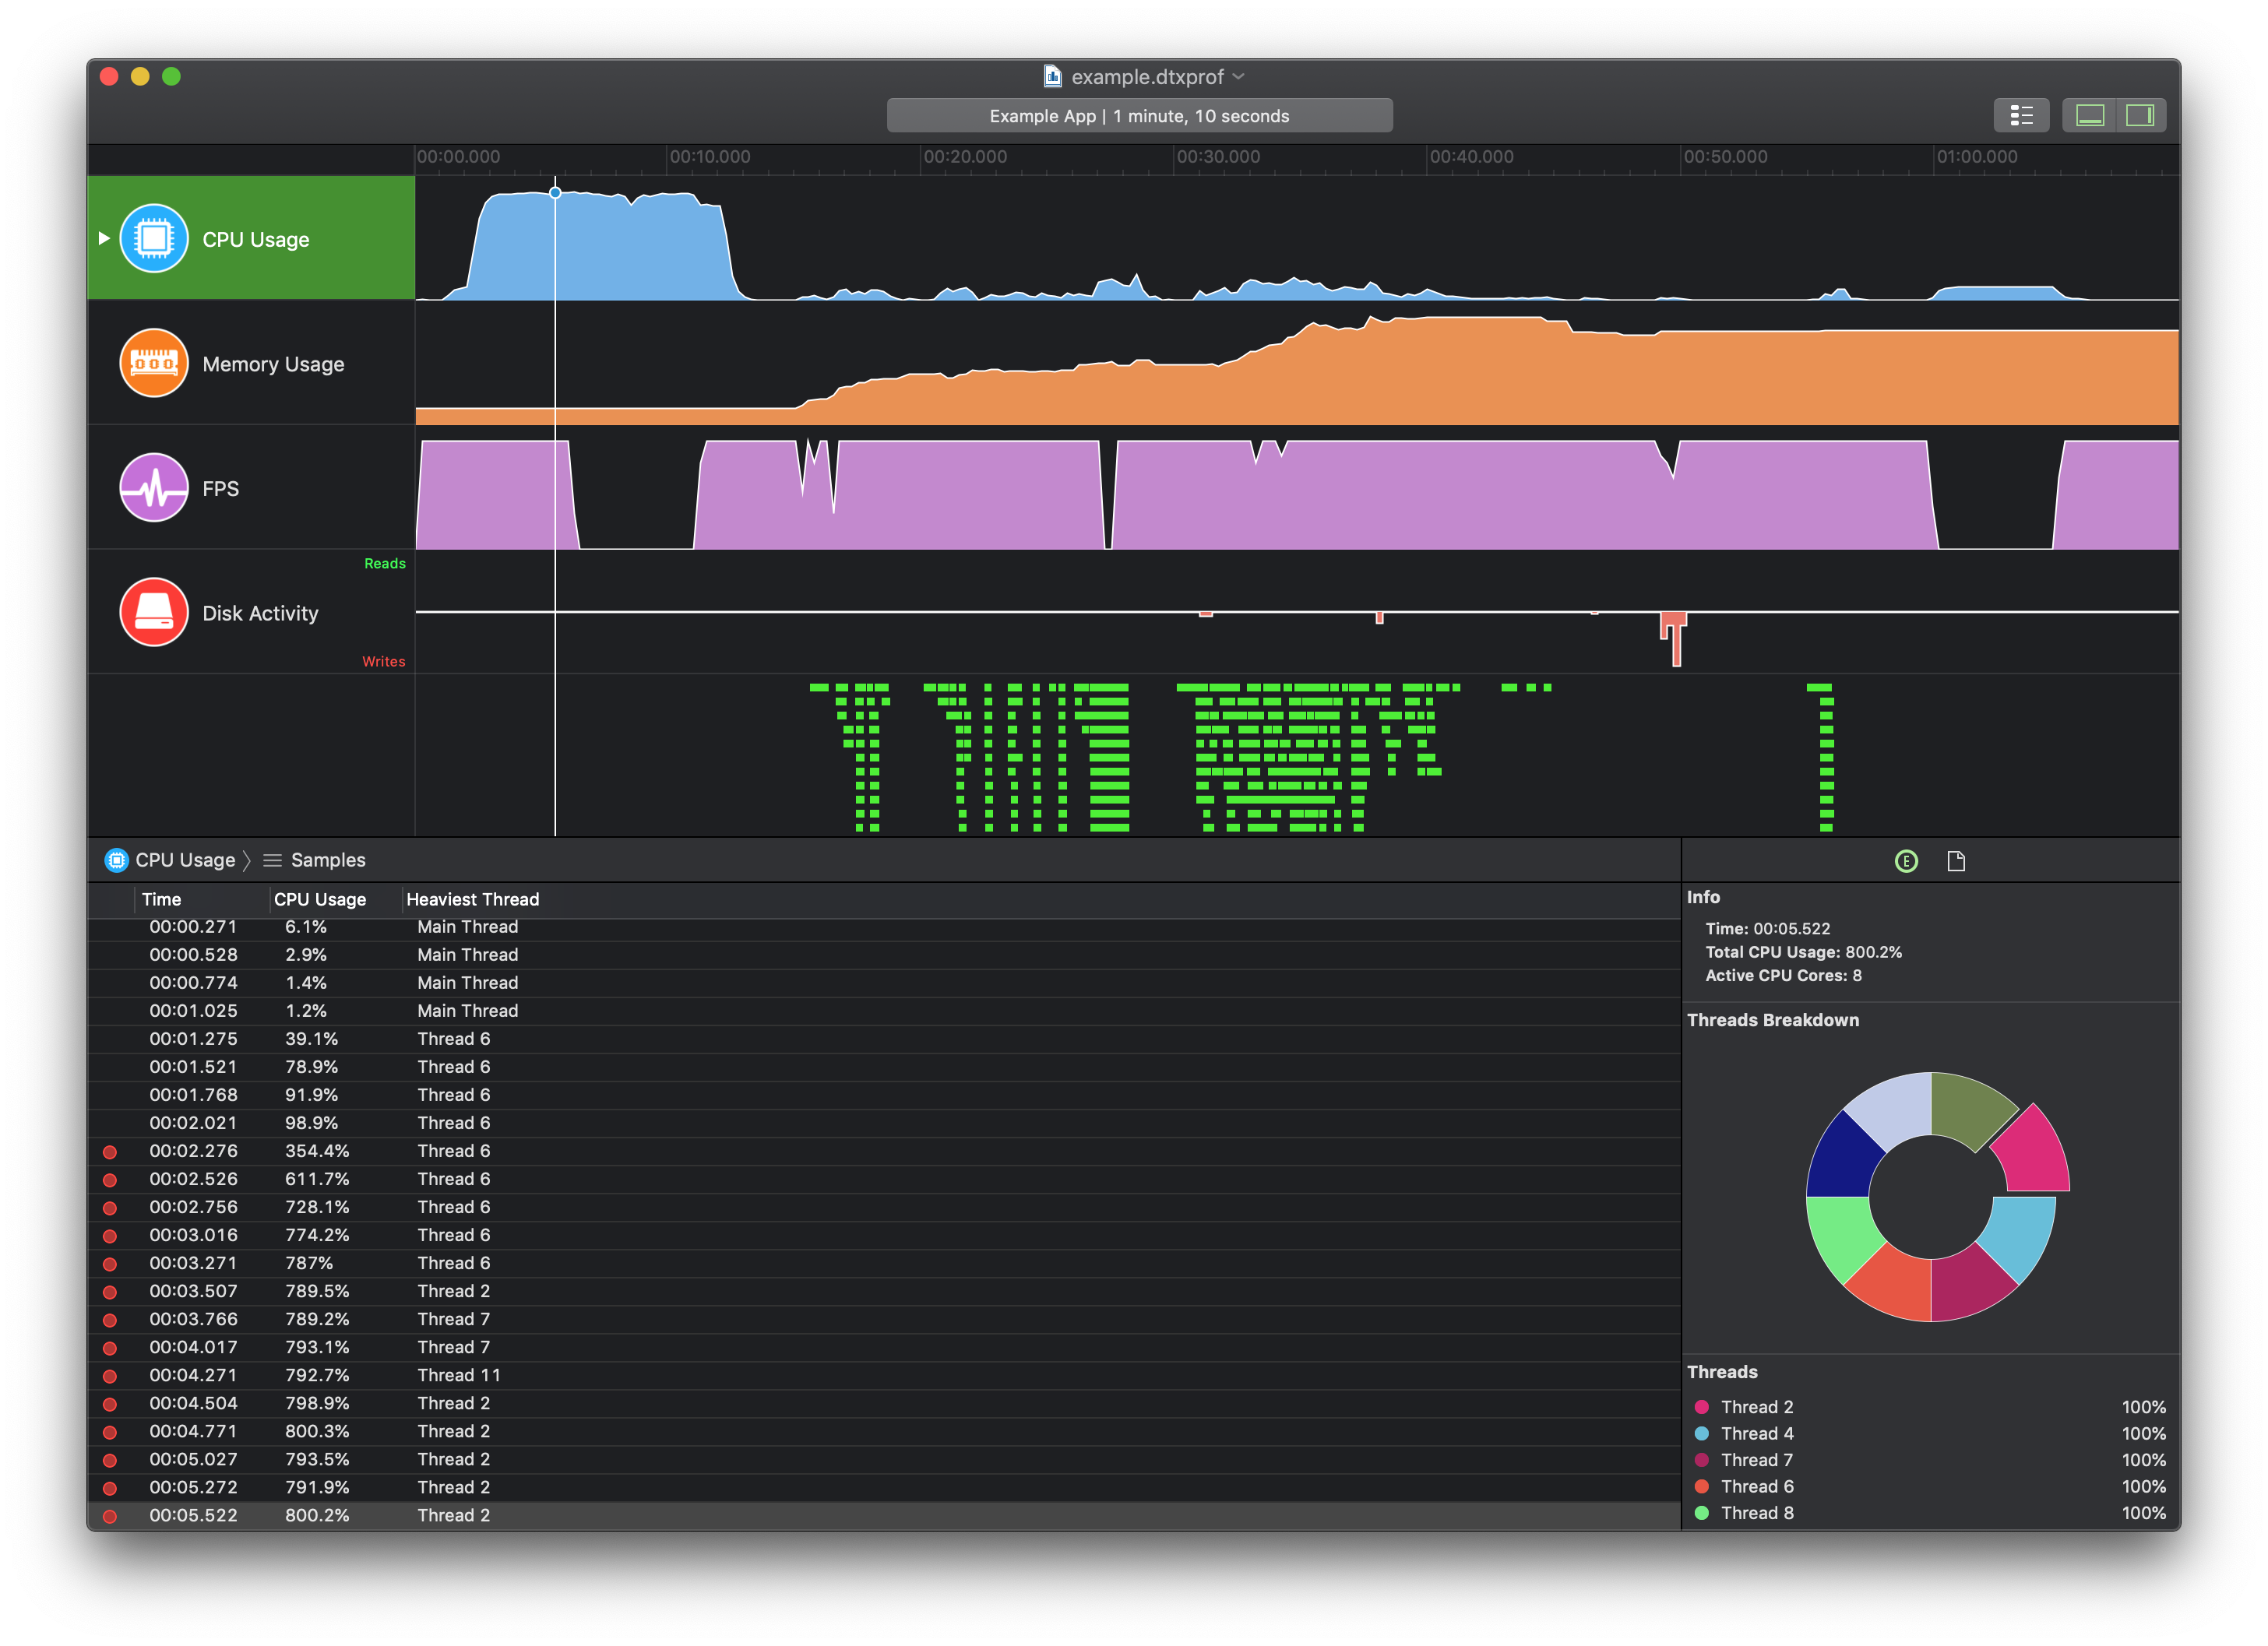 example.dtxprof
Example App | 1 minute, 10 seconds
00:00.000 00:10.000 00:20.000 00:30.000 00:40.000 00:50.000 01:00.000
CPU Usage
Memory Usage
FPS
Reads
Disk Activity
Writes
CPU Usage Samples
Time CPU Usage Heaviest Thread
00:00.271 6.1% Main Thread
00:00.528 2.9% Main Thread
00:00.774 1.4% Main Thread
00:01.025 1.2% Main Thread
00:01.275 39.1% Thread 6
00:01.521 78.9% Thread 6
00:01.768 91.9% Thread 6
00:02.021 98.9% Thread 6
00:02.276 354.4% Thread 6
00:02.526 611.7% Thread 6
00:02.756 728.1% Thread 6
00:03.016 774.2% Thread 6
00:03.271 787% Thread 6
00:03.507 789.5% Thread 2
00:03.766 789.2% Thread 7
00:04.017 793.1% Thread 7
00:04.271 792.7% Thread 11
00:04.504 798.9% Thread 2
00:04.771 800.3% Thread 2
00:05.027 793.5% Thread 2
00:05.272 791.9% Thread 2
00:05.522 800.2% Thread 2
E
Info
Time: 00:05.522
Total CPU Usage: 800.2%
Active CPU Cores: 8
Threads Breakdown
Threads
Thread 2 100%
Thread 4 100%
Thread 7 100%
Thread 6 100%
Thread 8 100%